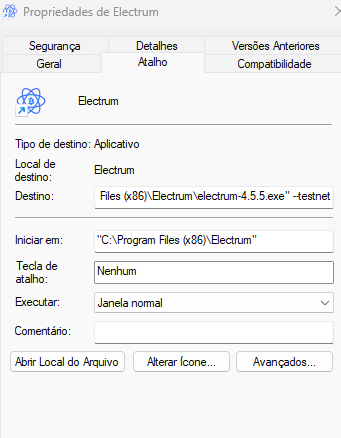 Propriedades de Electrum
Segurança Detalhes Versões Anteriores
Geral Atalho Compatibilidade
Electrum
Tipo de destino: Aplicativo
Local de destino: Electrum
Destino: Files (x86)\Electrum\electrum-4.5.5.exe" --testnet
Iniciar em: "C:\Program Files (x86)\Electrum"
Tecla de atalho: Nenhum
Executar: Janela normal
Comentário:
Abrir Local do Arquivo Alterar Ícone... Avançados...